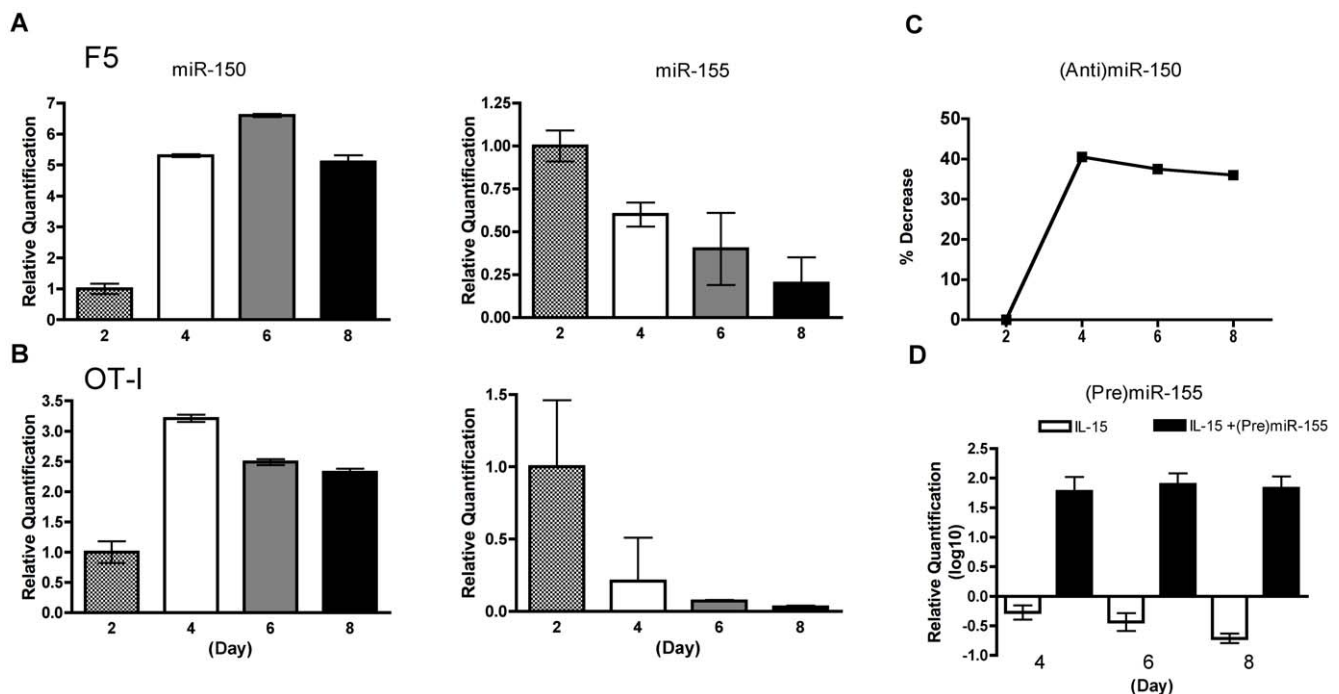 A
F5
miR-150
Relative Quantification
7
6
5
4
3
2
1
0
2 4 6 8
miR-155
Relative Quantification
1.25
1.0
0.75
0.50
0.25
0.00
2 4 6 8
B
OT-I
Relative Quantification
3.5
3.0
2.5
2.0
1.5
1.0
0.5
0.0
2 4 6 8
(Day)
Relative Quantification
1.5
1.0
0.5
0.0
2 4 6 8
(Day)
C
(Anti)miR-150
% Decrease
50
40
30
20
10
0
2 4 6 8
D
(Pre)miR-155
IL-15 IL-15 +(Pre)miR-155
Relative Quantification
(log10)
2.0
1.5
1.0
0.5
0.0
-0.5
-1.0
4 6 8
(Day)